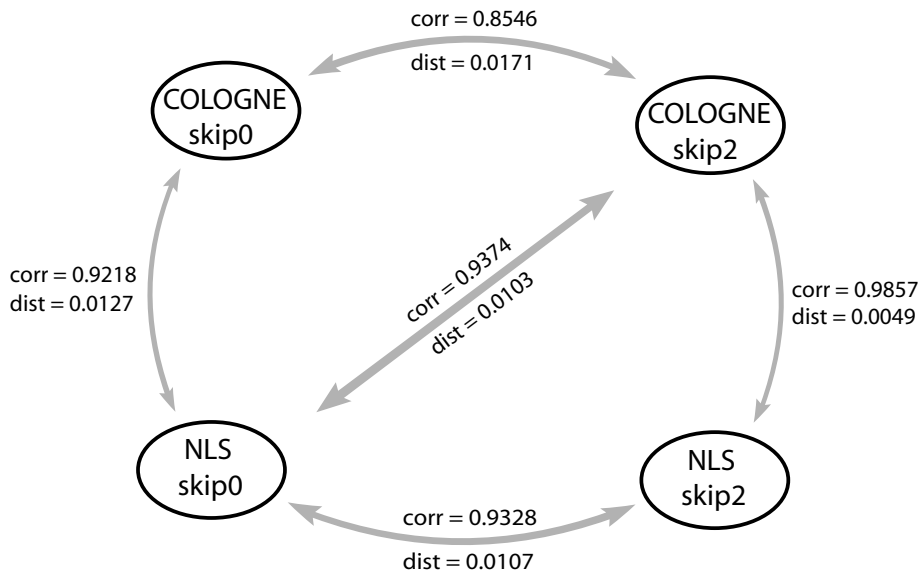 corr = 0.8546
dist = 0.0171
COLOGNE
skip0
COLOGNE
skip2
corr = 0.9374
dist = 0.0103
corr = 0.9218
dist = 0.0127
corr = 0.9857
dist = 0.0049
NLS
skip0
NLS
skip2
corr = 0.9328
dist = 0.0107